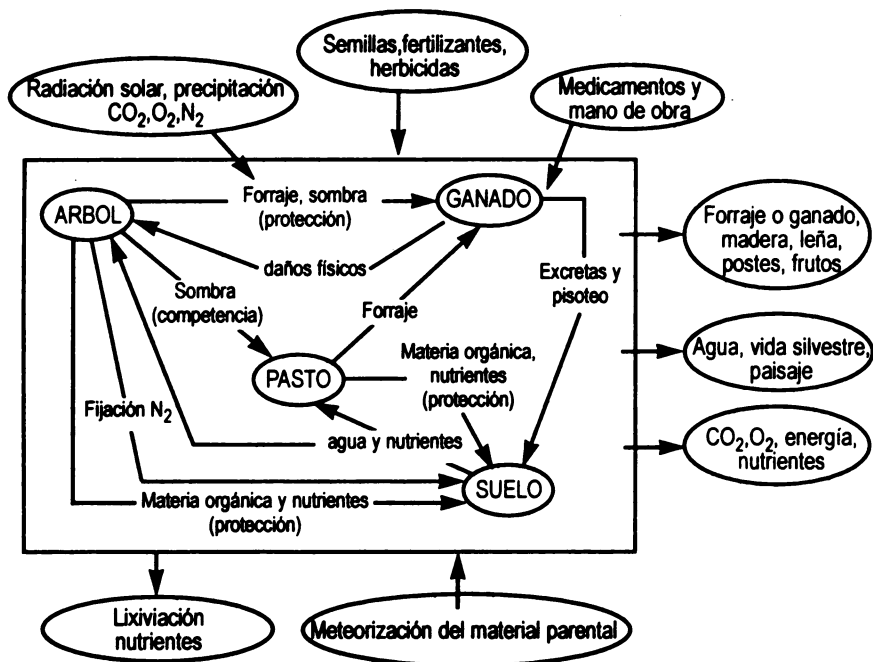 Semillas,fertilizantes,
herbicidas
Radiación solar, precipitación
CO2,O2,N2
Medicamentos y
mano de obra
ARBOL
Forraje, sombra
(protección)
GANADO
Forraje o ganado,
madera, leña,
postes, frutos
daños físicos
Excretas y
pisoteo
Sombra
(competencia)
Forraje
Agua, vida silvestre,
paisaje
PASTO
Materia orgánica,
nutrientes
(protección)
Fijación N2
agua y nutrientes
CO2,O2, energía,
nutrientes
SUELO
Materia orgánica y nutrientes
(protección)
Lixiviación
nutrientes
Meteorización del material parental